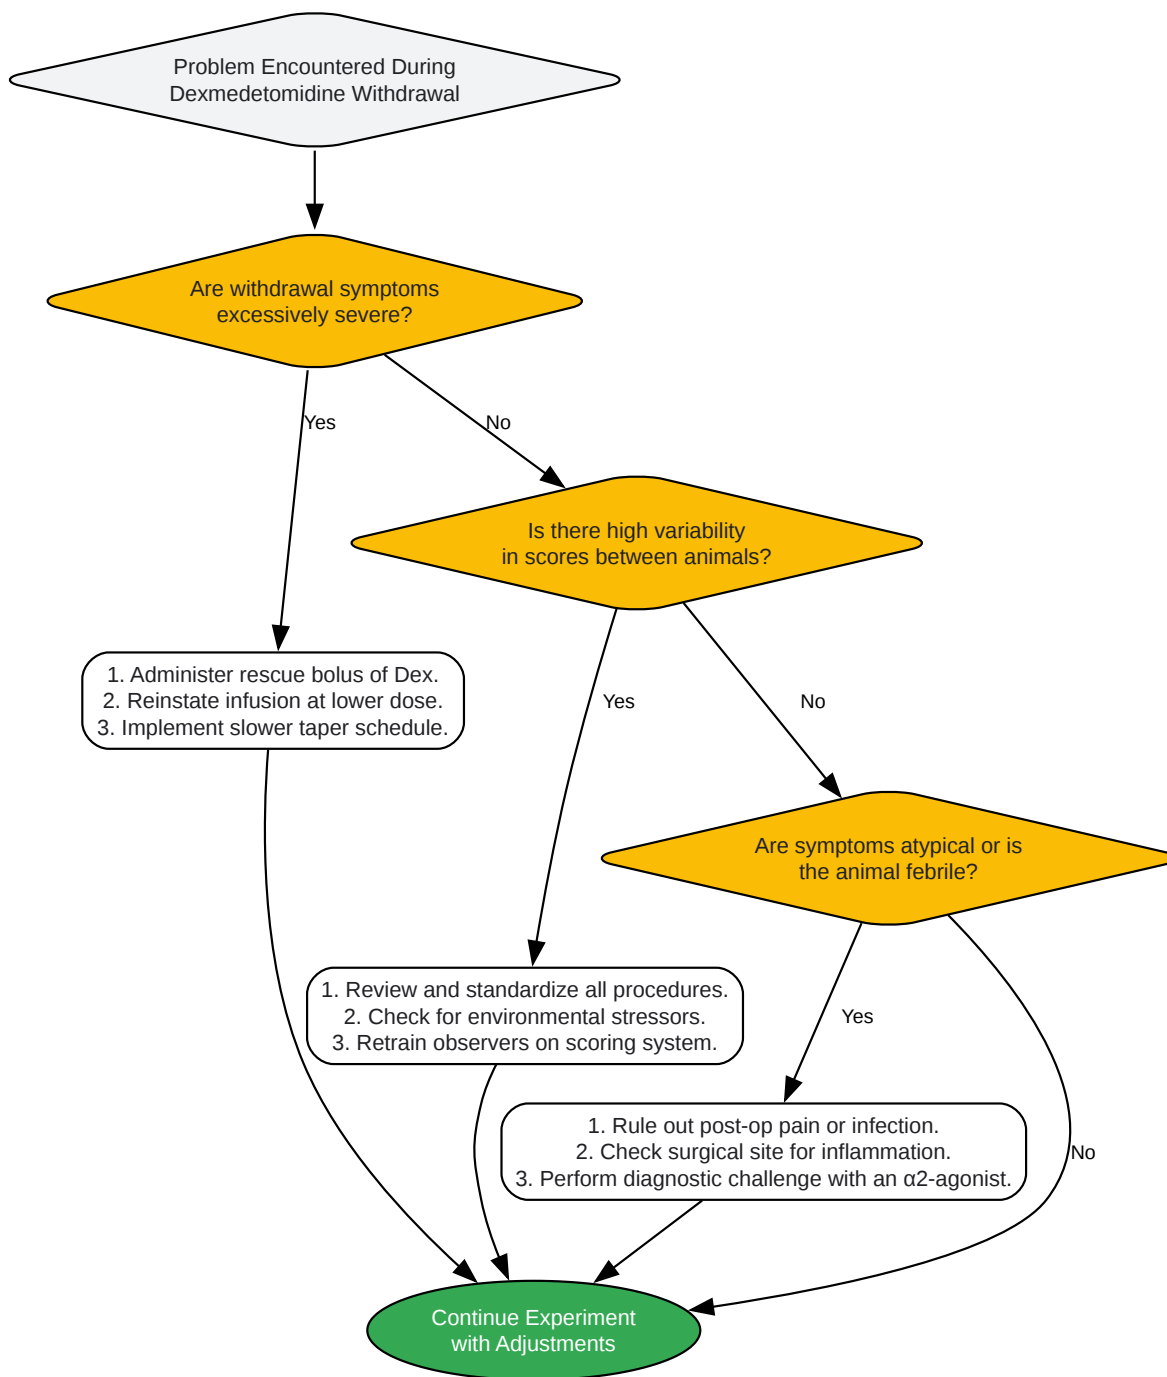 Problem Encountered During
Dexmedetomidine Withdrawal
Are withdrawal symptoms
excessively severe?
Yes
No
Is there high variability
in scores between animals?
1. Administer rescue bolus of Dex.
2. Reinstate infusion at lower dose.
3. Implement slower taper schedule.
Yes
No
Are symptoms atypical or is
the animal febrile?
1. Review and standardize all procedures.
2. Check for environmental stressors.
3. Retrain observers on scoring system.
Yes
1. Rule out post-op pain or infection.
2. Check surgical site for inflammation.
3. Perform diagnostic challenge with an α2-agonist.
No
Continue Experiment
with Adjustments